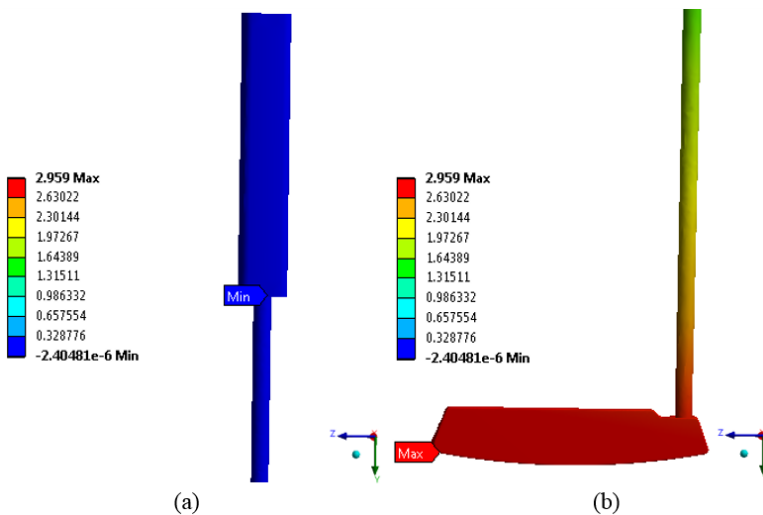 2.959 Max
2.63022
2.30144
1.97267
1.64389
1.31511
0.986332
0.657554
0.328776
-2.40481e-6 Min
Min
Z
X
Y
(a)
2.959 Max
2.63022
2.30144
1.97267
1.64389
1.31511
0.986332
0.657554
0.328776
-2.40481e-6 Min
Max
Z
X
Y
(b)